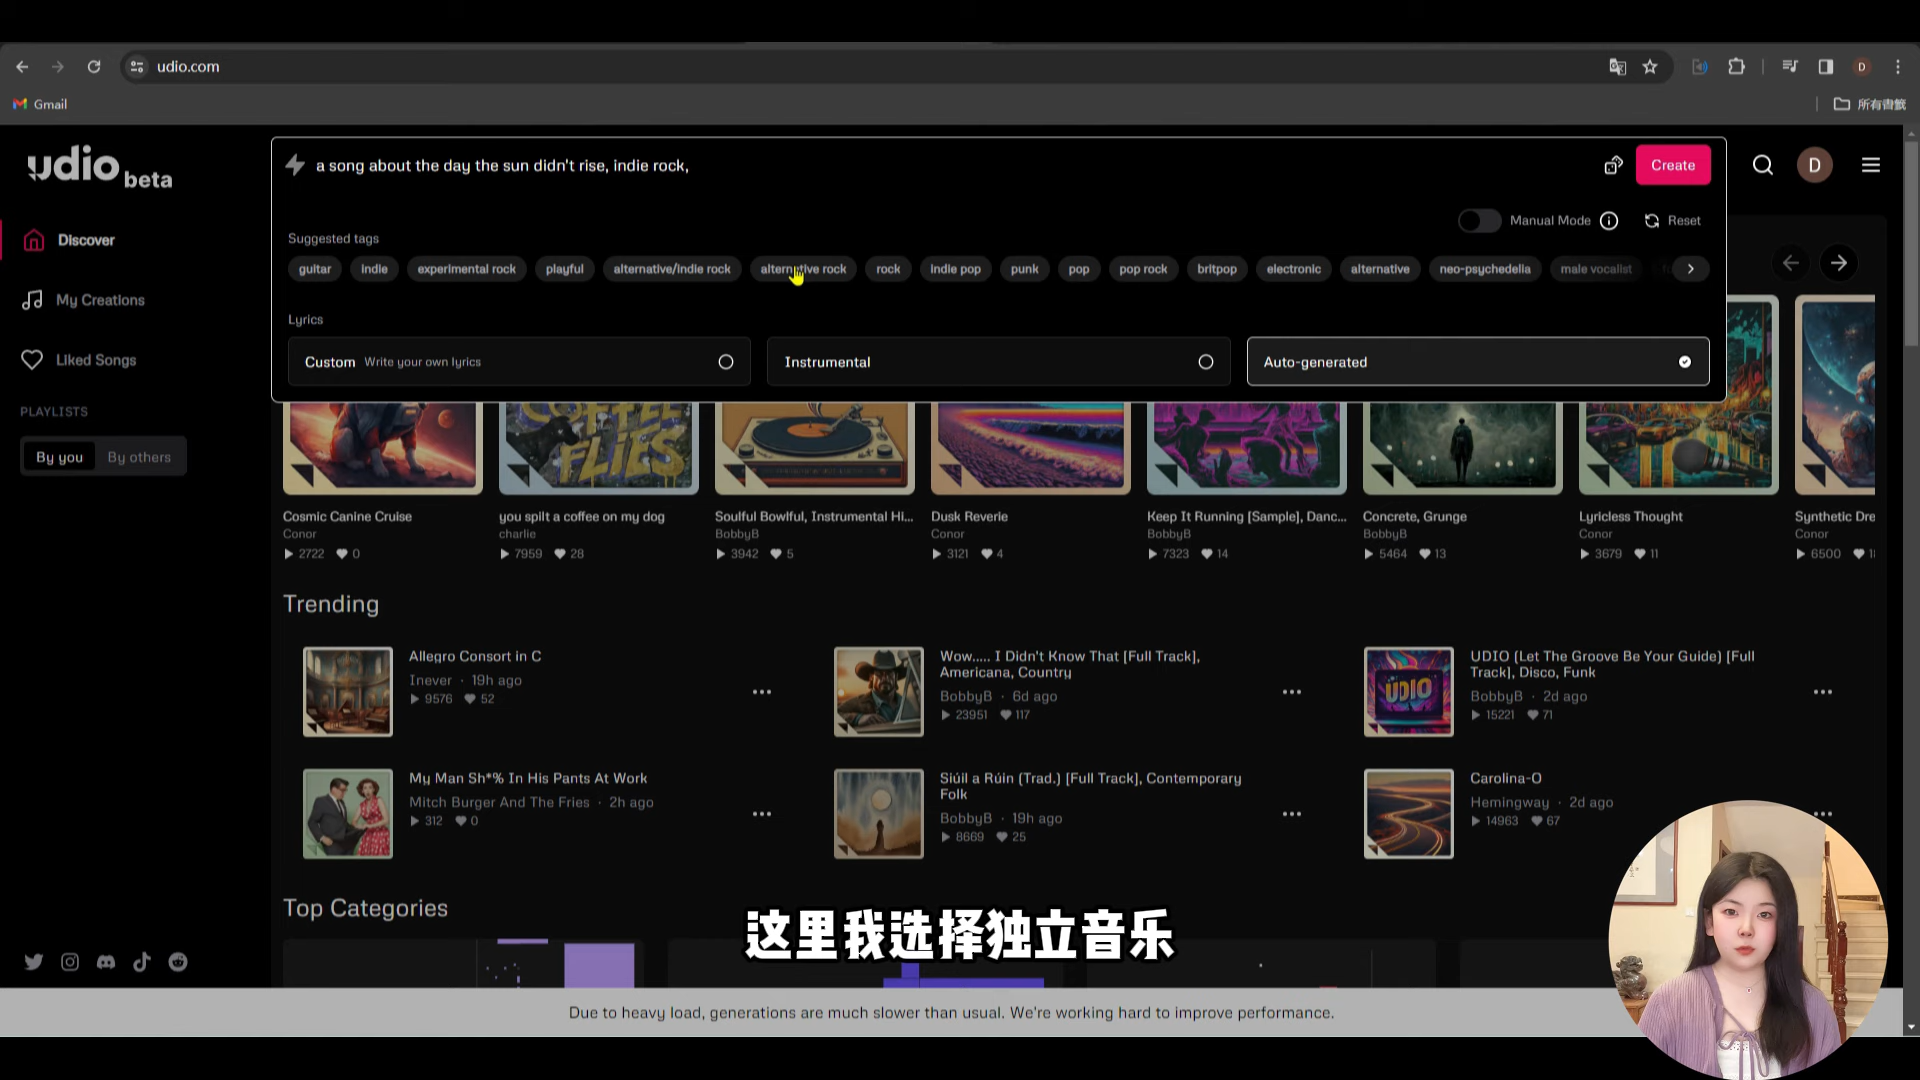 udio.com
Gmail
所有書籤
udio beta
a song about the day the sun didn't rise, indie rock,
Create
D
Manual Mode
Reset
Discover
My Creations
Liked Songs
PLAYLISTS
By you
By others
Suggested tags
guitar
indie
experimental rock
playful
alternative/indie rock
alternative rock
rock
indie pop
punk
pop
pop rock
britpop
electronic
alternative
neo-psychedelia
male vocalist
Lyrics
Custom Write your own lyrics
Instrumental
Auto-generated
COFFEE
FLIES
Cosmic Canine Cruise
Conor
2722 0
you spilt a coffee on my dog
charlie
7959 28
Soulful Bowlful, Instrumental Hi...
BobbyB
3942 5
Dusk Reverie
Conor
3121 4
Keep It Running [Sample], Danc...
BobbyB
7323 14
Concrete, Grunge
BobbyB
5464 13
Lyricless Thought
Conor
3679 11
Synthetic Dre
Conor
6500
Trending
Allegro Consort in C
Inever · 19h ago
9576 52
Wow..... I Didn't Know That [Full Track],
Americana, Country
BobbyB · 6d ago
23951 117
UDIO
UDIO (Let The Groove Be Your Guide) [Full
Track], Disco, Funk
BobbyB · 2d ago
15221 71
My Man Sh*% In His Pants At Work
Mitch Burger And The Fries · 2h ago
312 0
Siúil a Rúin (Trad.) [Full Track], Contemporary
Folk
BobbyB · 19h ago
8669 25
Carolina-O
Hemingway · 2d ago
14963 67
Top Categories
这里我选择独立音乐
Due to heavy load, generations are much slower than usual. We're working hard to improve performance.